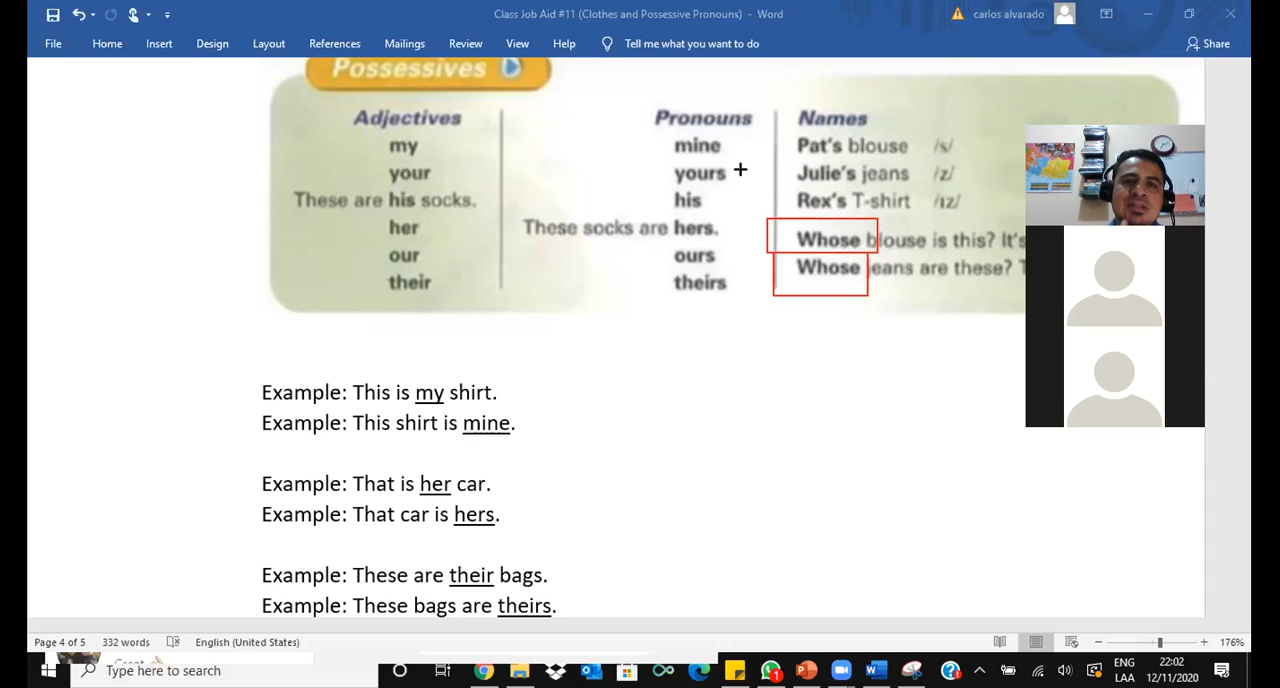 Class Job Aid #11 (Clothes and Possessive Pronouns) - Word
carlos alvarado
File Home Insert Design Layout References Mailings Review View Help Tell me what you want to do Share
Possessives
Adjectives Pronouns Names
my mine Pat's blouse /s/
your yours Julie's jeans /z/
These are his socks. his Rex's T-shirt /ɪz/
her These socks are hers.
our ours Whose blouse is this? It's
their theirs Whose jeans are these?
Example: This is my shirt.
Example: This shirt is mine.
Example: That is her car.
Example: That car is hers.
Example: These are their bags.
Example: These bags are theirs.
Page 4 of 5 332 words English (United States) 176%
Type here to search
1
ENG 22:02
LAA 12/11/2020